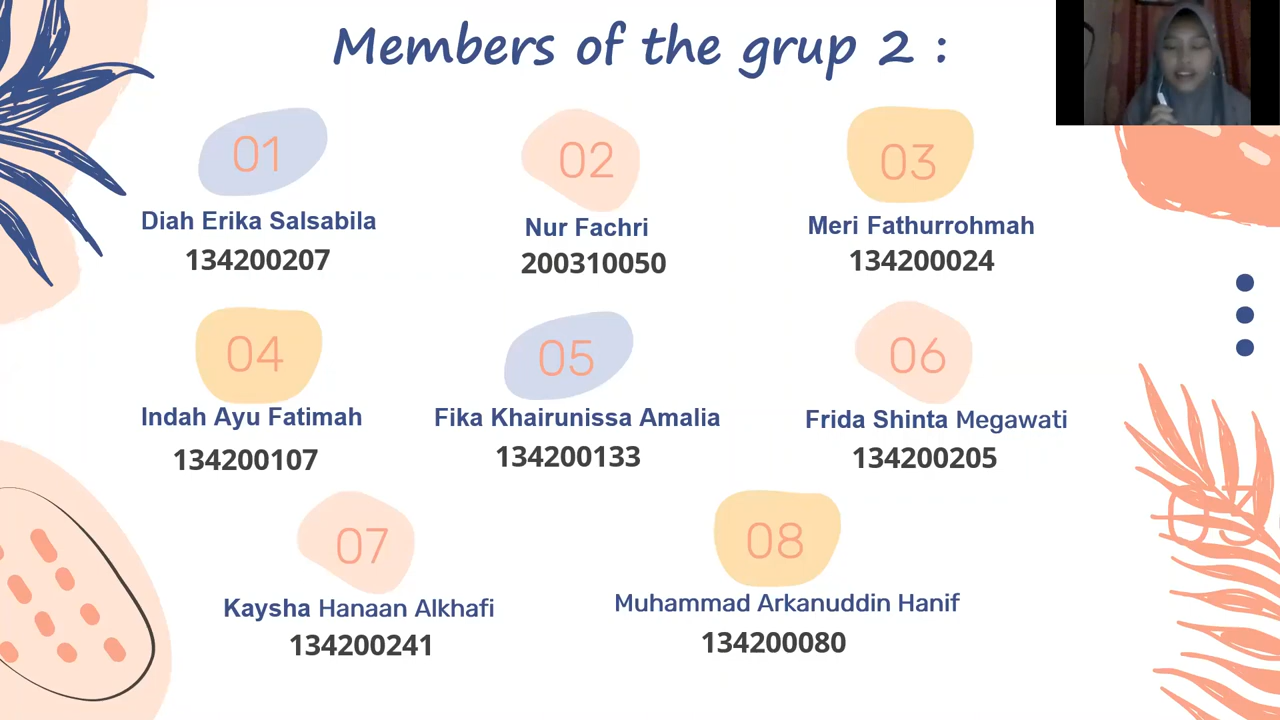 Members of the grup 2 :
01
Diah Erika Salsabila
134200207
02
Nur Fachri
200310050
03
Meri Fathurrohmah
134200024
04
Indah Ayu Fatimah
134200107
05
Fika Khairunissa Amalia
134200133
06
Frida Shinta Megawati
134200205
07
Kaysha Hanaan Alkhafi
134200241
08
Muhammad Arkanuddin Hanif
134200080